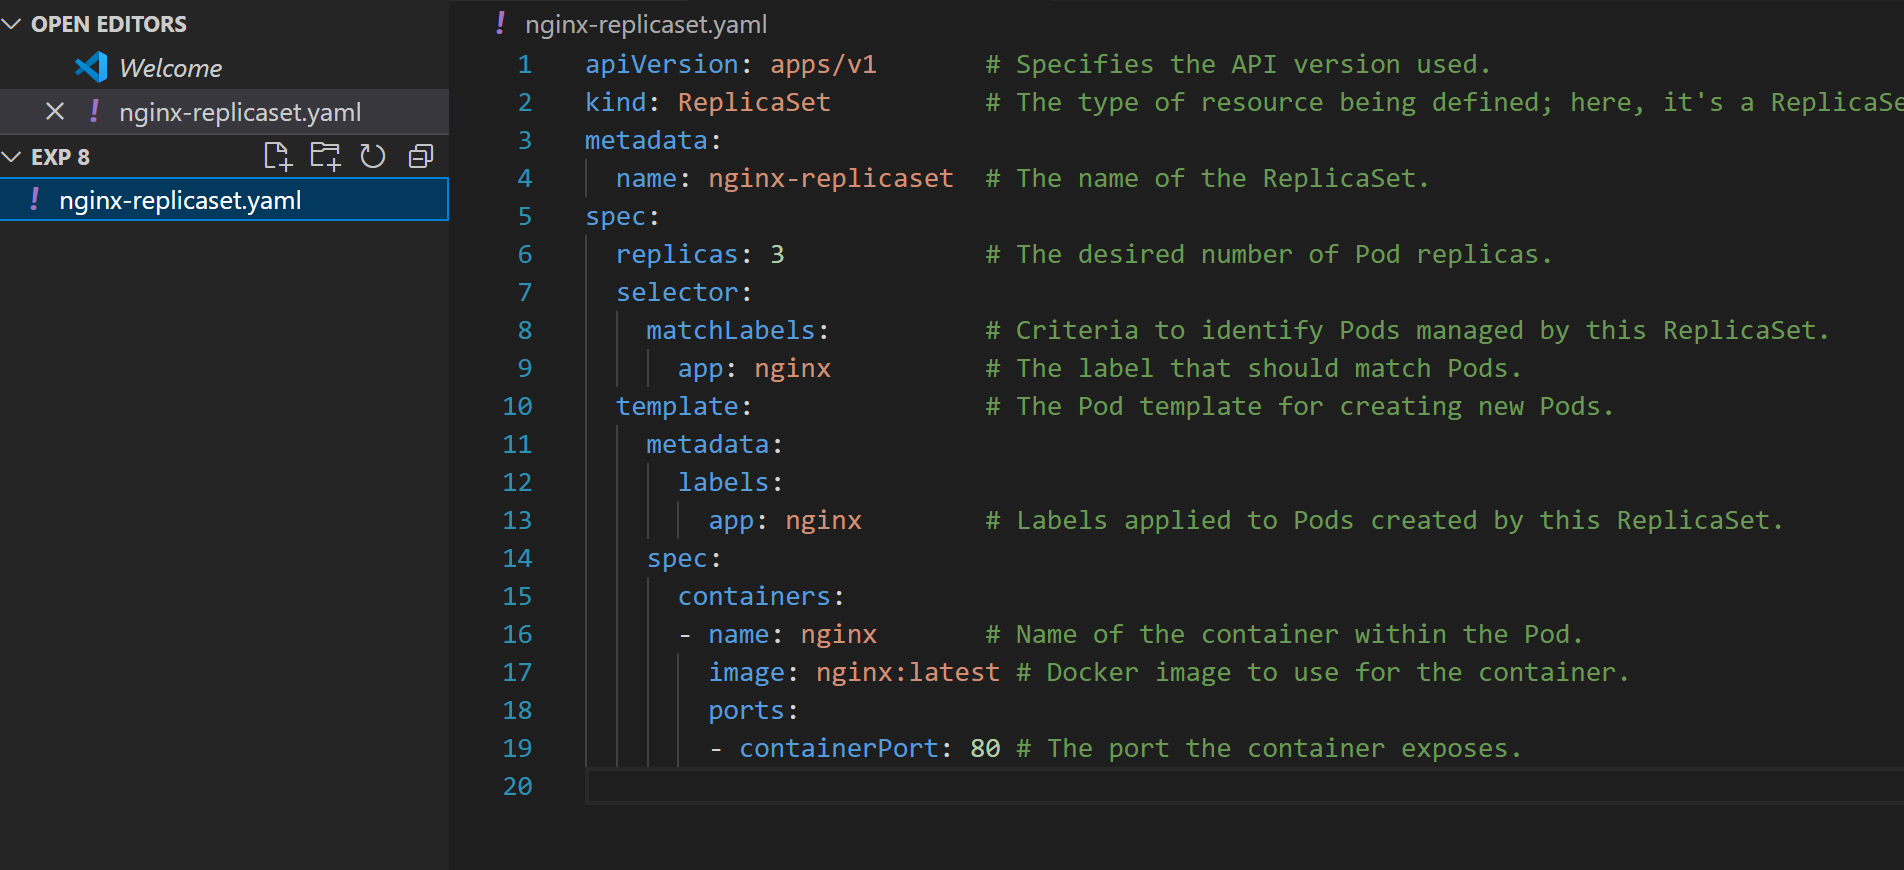 OPEN EDITORS
Welcome
nginx-replicaset.yaml
EXP 8
nginx-replicaset.yaml
nginx-replicaset.yaml
1 apiVersion: apps/v1 # Specifies the API version used.
2 kind: ReplicaSet # The type of resource being defined; here, it's a ReplicaSe
3 metadata:
4 name: nginx-replicaset # The name of the ReplicaSet.
5 spec:
6 replicas: 3 # The desired number of Pod replicas.
7 selector:
8 matchLabels: # Criteria to identify Pods managed by this ReplicaSet.
9 app: nginx # The label that should match Pods.
10 template: # The Pod template for creating new Pods.
11 metadata:
12 labels:
13 app: nginx # Labels applied to Pods created by this ReplicaSet.
14 spec:
15 containers:
16 - name: nginx # Name of the container within the Pod.
17 image: nginx:latest # Docker image to use for the container.
18 ports:
19 - containerPort: 80 # The port the container exposes.
20